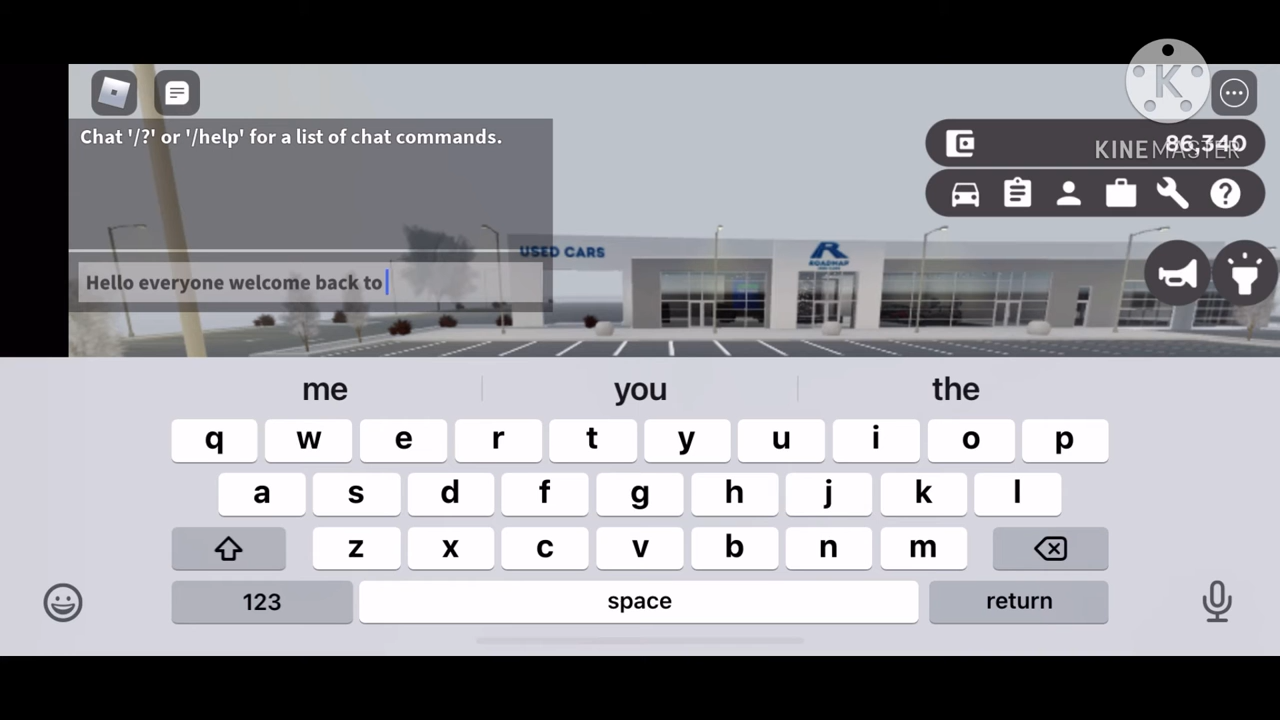 Chat '/?' or '/help' for a list of chat commands.
86,340
KINEMASTER
USED CARS
ROADMAP
Hello everyone welcome back to
me you the
q w e r t y u i o p
a s d f g h j k l
z x c v b n m
123 space return